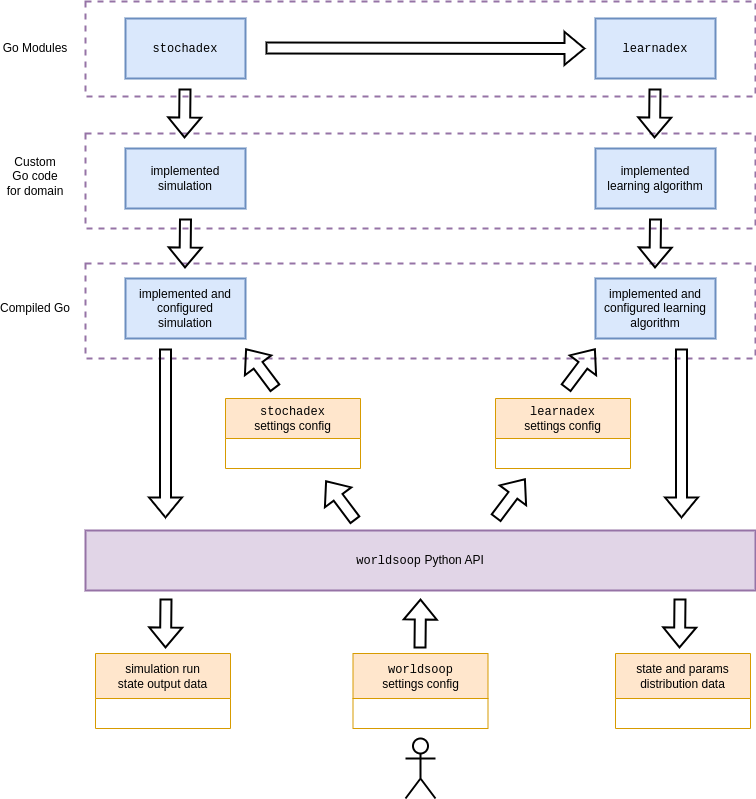 Go Modules
stochadex
learnadex
Custom
Go code
for domain
implemented
simulation
implemented
learning algorithm
Compiled Go
implemented and
configured
simulation
implemented and
configured learning
algorithm
stochadex
settings config
learnadex
settings config
worldsoop Python API
simulation run
state output data
worldsoop
settings config
state and params
distribution data